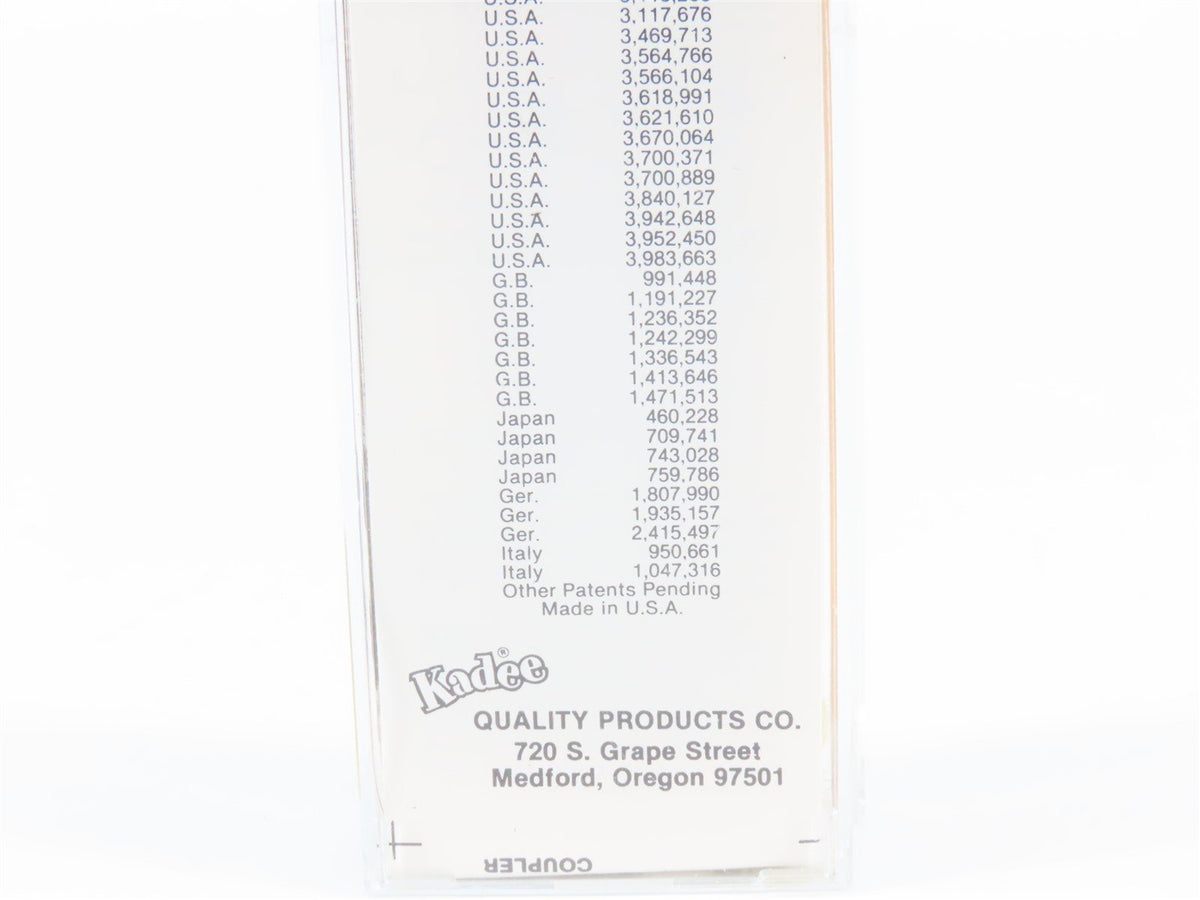 U.S.A. 3,117,676
U.S.A. 3,469,713
U.S.A. 3,564,766
U.S.A. 3,566,104
U.S.A. 3,618,991
U.S.A. 3,621,610
U.S.A. 3,670,064
U.S.A. 3,700,371
U.S.A. 3,700,889
U.S.A. 3,840,127
U.S.A. 3,942,648
U.S.A. 3,952,450
U.S.A. 3,983,663
G.B. 991,448
G.B. 1,191,227
G.B. 1,236,352
G.B. 1,242,299
G.B. 1,336,543
G.B. 1,413,646
G.B. 1,471,513
Japan 460,228
Japan 709,741
Japan 743,028
Japan 759,786
Ger. 1,807,990
Ger. 1,935,157
Ger. 2,415,497
Italy 950,661
Italy 1,047,316
Other Patents Pending
Made in U.S.A.
Kadee®
QUALITY PRODUCTS CO.
720 S. Grape Street
Medford, Oregon 97501
COUPLER